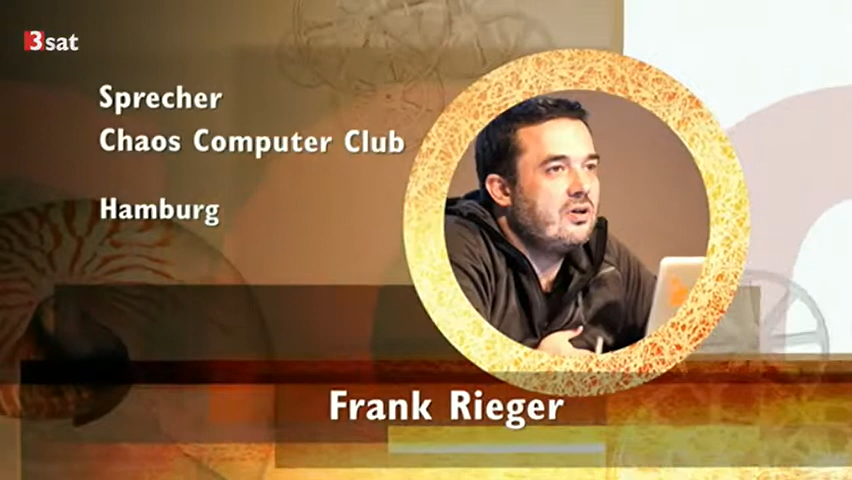 3sat
Sprecher
Chaos Computer Club
Hamburg
Frank Rieger